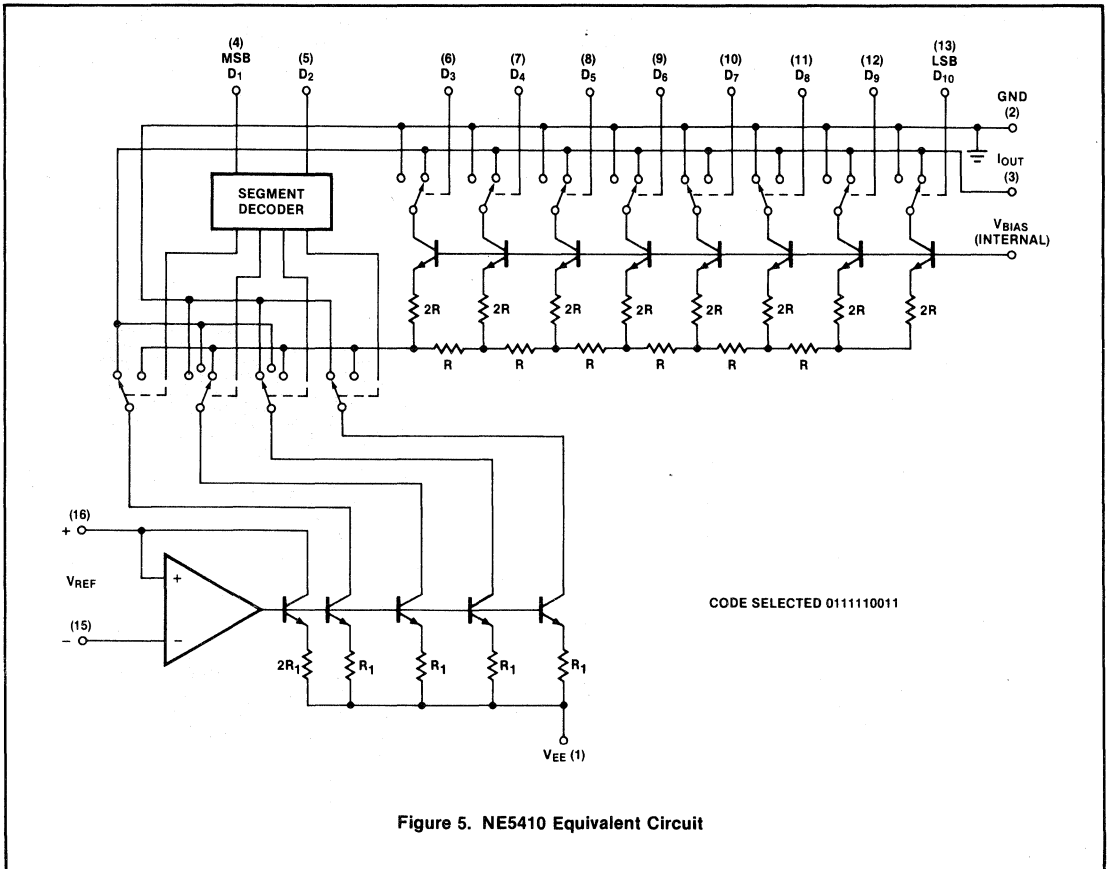 (4) (5) (6) (7) (8) (9) (10) (11) (12) (13)
MSB LSB
D1 D2 D3 D4 D5 D6 D7 D8 D9 D10
GND
(2)
IOUT
(3)
SEGMENT
DECODER
VBIAS
(INTERNAL)
2R 2R 2R 2R 2R 2R 2R 2R
R R R R R R
(16)
+
VREF
+
(15)
−
−
CODE SELECTED 0111110011
2R1 R1 R1 R1 R1
VEE (1)
Figure 5. NE5410 Equivalent Circuit